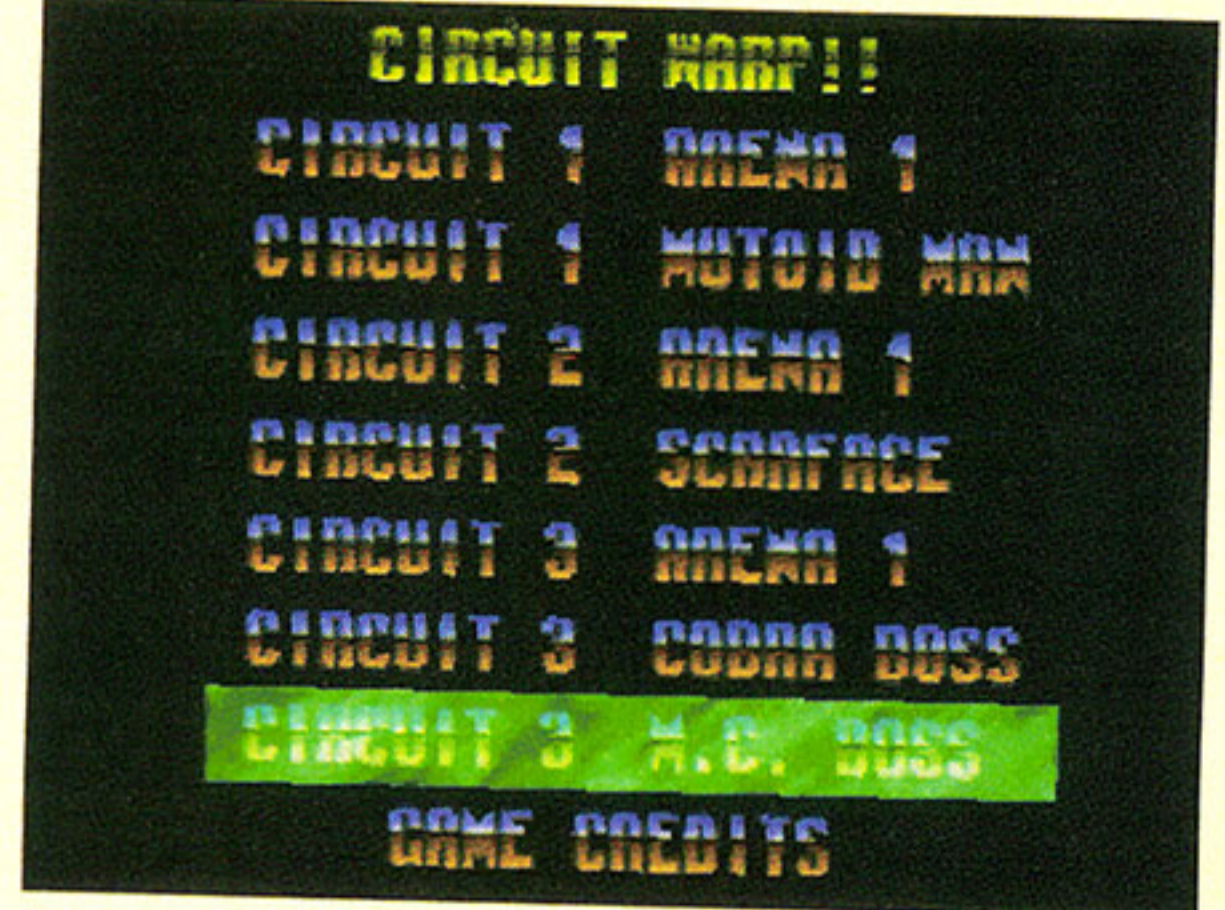 CIRCUIT WARP!!
CIRCUIT 1 ARENA 1
CIRCUIT 1 MUTOID MAN
CIRCUIT 2 ARENA 1
CIRCUIT 2 SCARFACE
CIRCUIT 3 ARENA 1
CIRCUIT 3 COBRA BOSS
CIRCUIT 3 M.C. BOSS
GAME CREDITS